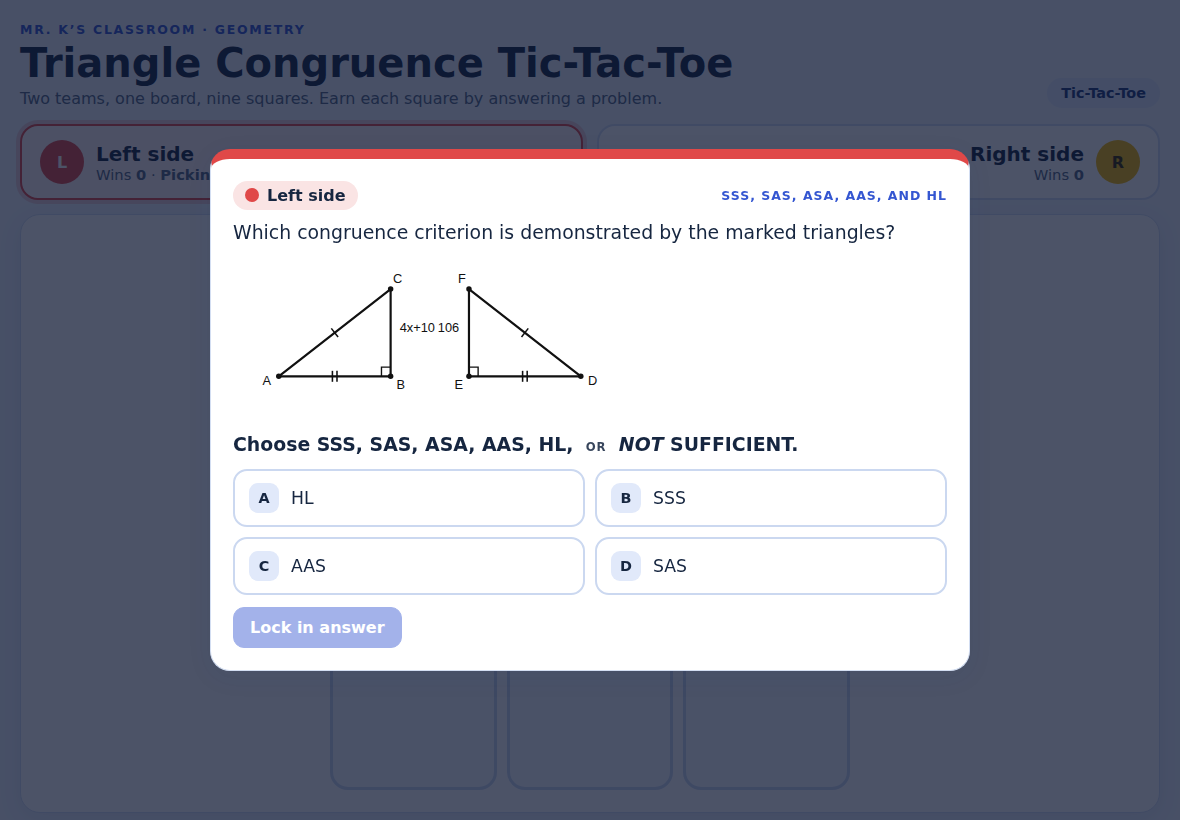 MR. K’S CLASSROOM · GEOMETRY
Triangle Congruence Tic-Tac-Toe
Two teams, one board, nine squares. Earn each square by answering a problem.
Tic-Tac-Toe
L
Left side
Wins 0 ·
Right side
Wins 0
R
Left side
SSS, SAS, ASA, AAS, AND HL
Which congruence criterion is demonstrated by the marked triangles?
C F
4x+10 106
A B E D
Choose SSS, SAS, ASA, AAS, HL, OR NOT SUFFICIENT.
A HL
B SSS
C AAS
D SAS
Lock in answer